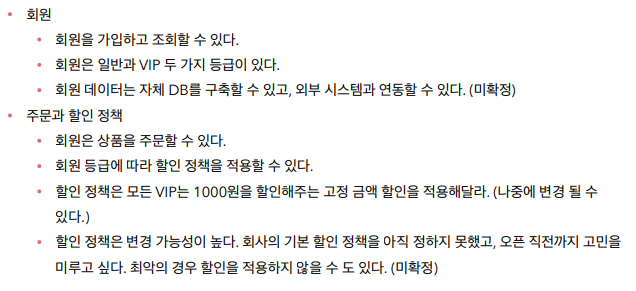 • 회원
• 회원을 가입하고 조회할 수 있다.
• 회원은 일반과 VIP 두 가지 등급이 있다.
• 회원 데이터는 자체 DB를 구축할 수 있고, 외부 시스템과 연동할 수 있다. (미확정)
• 주문과 할인 정책
• 회원은 상품을 주문할 수 있다.
• 회원 등급에 따라 할인 정책을 적용할 수 있다.
• 할인 정책은 모든 VIP는 1000원을 할인해주는 고정 금액 할인을 적용해달라. (나중에 변경 될 수
있다.)
• 할인 정책은 변경 가능성이 높다. 회사의 기본 할인 정책을 아직 정하지 못했고, 오픈 직전까지 고민을
미루고 싶다. 최악의 경우 할인을 적용하지 않을 수 도 있다. (미확정)